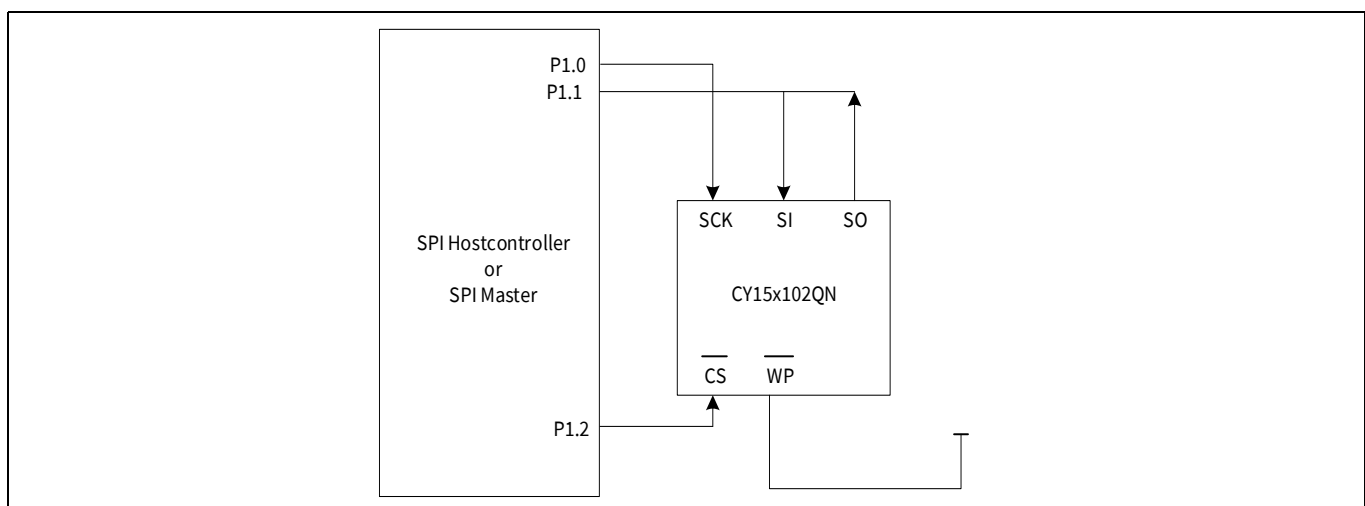 P1.0
P1.1
SPI Hostcontroller
or
SPI Master
P1.2
SCK SI SO
CY15x102QN
CS WP